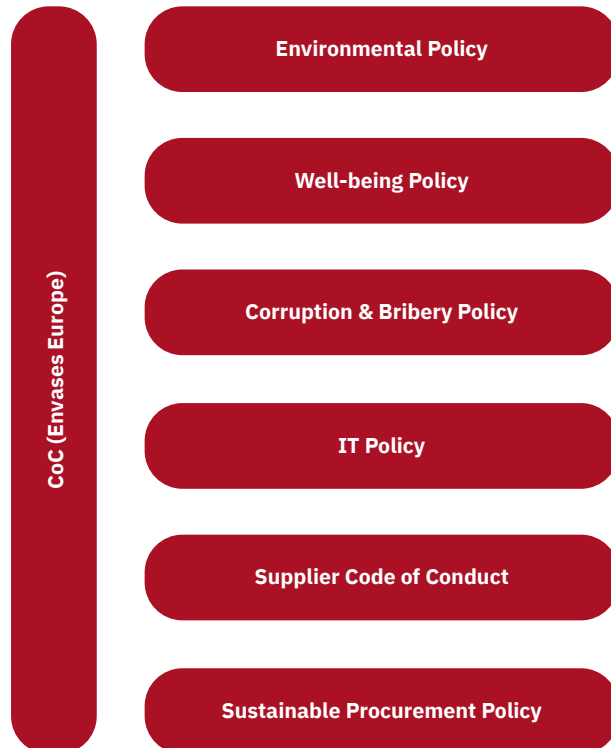 CoC (Envases Europe)
Environmental Policy
Well-being Policy
Corruption & Bribery Policy
IT Policy
Supplier Code of Conduct
Sustainable Procurement Policy